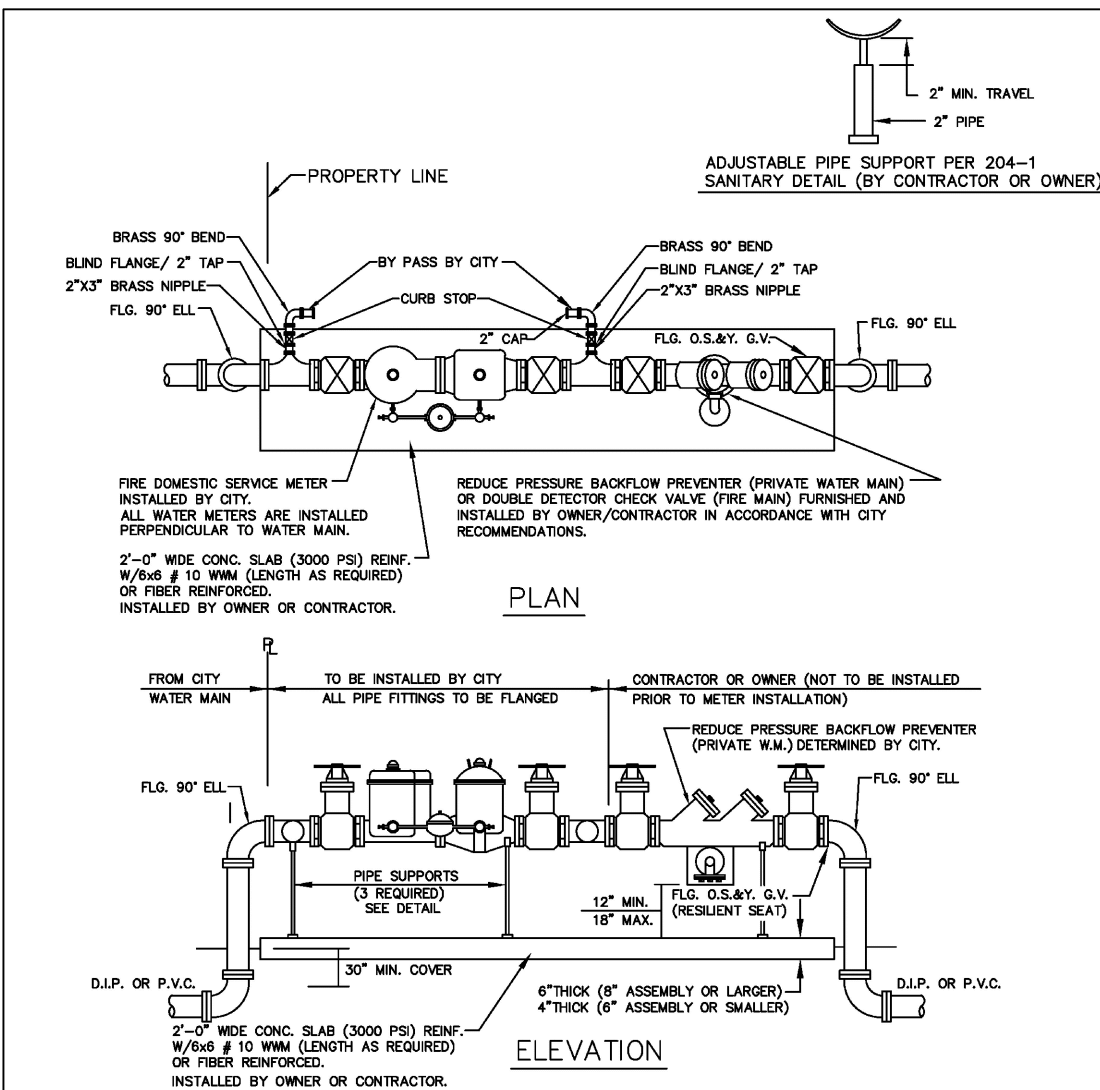 2" MIN. TRAVEL
2" PIPE
ADJUSTABLE PIPE SUPPORT PER 204-1
SANITARY DETAIL (BY CONTRACTOR OR OWNER)
PROPERTY LINE
BRASS 90° BEND
BLIND FLANGE/ 2" TAP
2"X3" BRASS NIPPLE
FLG. 90° ELL
BY PASS BY CITY
CURB STOP
2" CAP
BRASS 90° BEND
BLIND FLANGE/ 2" TAP
2"X3" BRASS NIPPLE
FLG. O.S.&Y. G.V.
FLG. 90° ELL
FIRE DOMESTIC SERVICE METER
INSTALLED BY CITY.
ALL WATER METERS ARE INSTALLED
PERPENDICULAR TO WATER MAIN.
REDUCE PRESSURE BACKFLOW PREVENTER (PRIVATE WATER MAIN)
OR DOUBLE DETECTOR CHECK VALVE (FIRE MAIN) FURNISHED AND
INSTALLED BY OWNER/CONTRACTOR IN ACCORDANCE WITH CITY
RECOMMENDATIONS.
2'-0" WIDE CONC. SLAB (3000 PSI) REINF.
W/6x6 # 10 WWM (LENGTH AS REQUIRED)
OR FIBER REINFORCED.
INSTALLED BY OWNER OR CONTRACTOR.
PLAN
PL
FROM CITY
WATER MAIN
TO BE INSTALLED BY CITY
ALL PIPE FITTINGS TO BE FLANGED
CONTRACTOR OR OWNER (NOT TO BE INSTALLED
PRIOR TO METER INSTALLATION)
REDUCE PRESSURE BACKFLOW PREVENTER
(PRIVATE W.M.) DETERMINED BY CITY.
FLG. 90° ELL
FLG. 90° ELL
PIPE SUPPORTS
(3 REQUIRED)
SEE DETAIL
12" MIN.
18" MAX.
FLG. O.S.&Y. G.V.
(RESILIENT SEAT)
30" MIN. COVER
D.I.P. OR P.V.C.
6"THICK (8" ASSEMBLY OR LARGER)
4"THICK (6" ASSEMBLY OR SMALLER)
D.I.P. OR P.V.C.
2'-0" WIDE CONC. SLAB (3000 PSI) REINF.
W/6x6 # 10 WWM (LENGTH AS REQUIRED)
OR FIBER REINFORCED.
INSTALLED BY OWNER OR CONTRACTOR.
ELEVATION